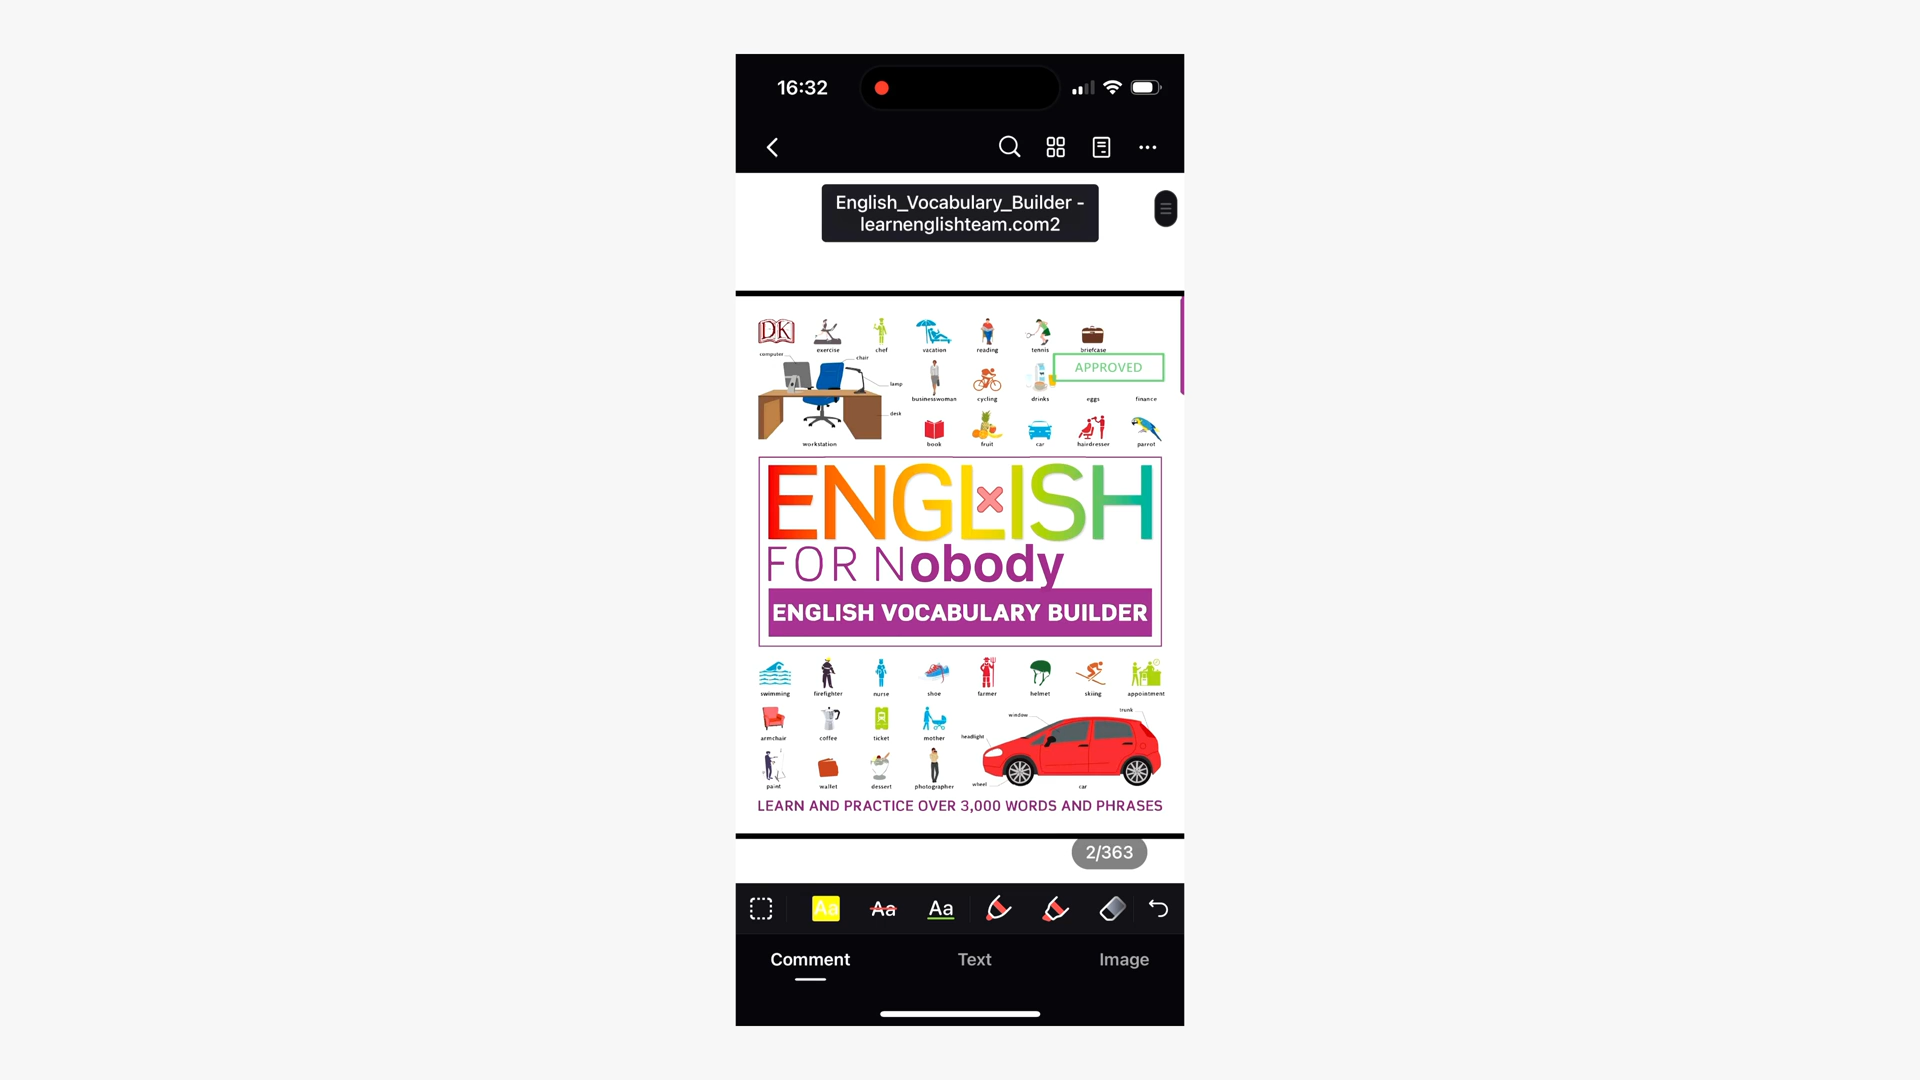 16:32
English_Vocabulary_Builder -
learnenglishteam.com2
DK
exercise
chef
vacation
reading
tennis
briefcase
computer
chair
APPROVED
lamp
businesswoman
cycling
drinks
eggs
finance
desk
workstation
book
fruit
car
hairdresser
parrot
ENGLISH
FOR Nobody
ENGLISH VOCABULARY BUILDER
swimming
firefighter
nurse
shoe
farmer
helmet
skiing
appointment
window
trunk
armchair
coffee
ticket
mother
headlight
paint
wallet
dessert
photographer
wheel
car
LEARN AND PRACTICE OVER 3,000 WORDS AND PHRASES
2/363
Aa
Aa
Aa
Comment
Text
Image